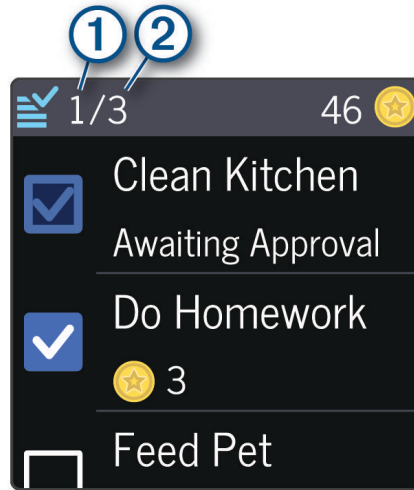 1 2
1/3 46
Clean Kitchen
Awaiting Approval
Do Homework
3
Feed Pet